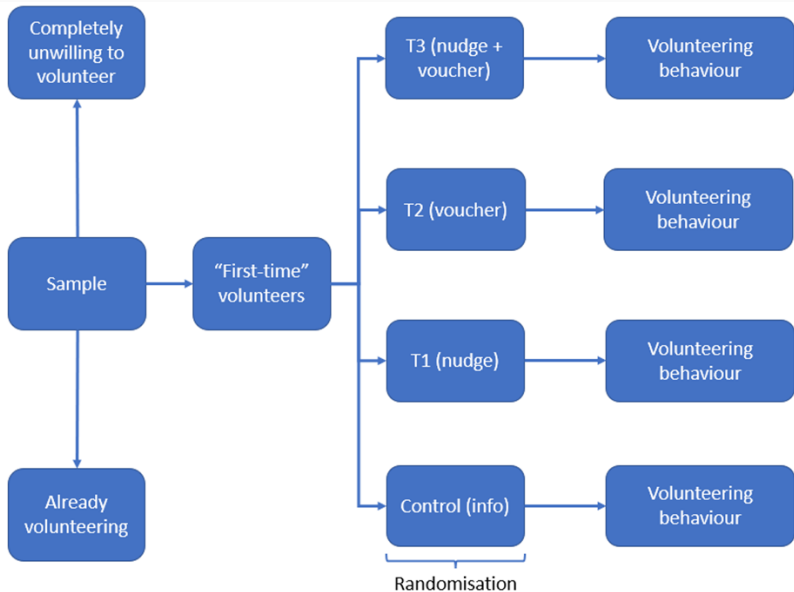 Completely
unwilling to
volunteer
Sample
Already
volunteering
“First-time”
volunteers
T3 (nudge +
voucher)
Volunteering
behaviour
T2 (voucher)
Volunteering
behaviour
T1 (nudge)
Volunteering
behaviour
Control (info)
Volunteering
behaviour
Randomisation